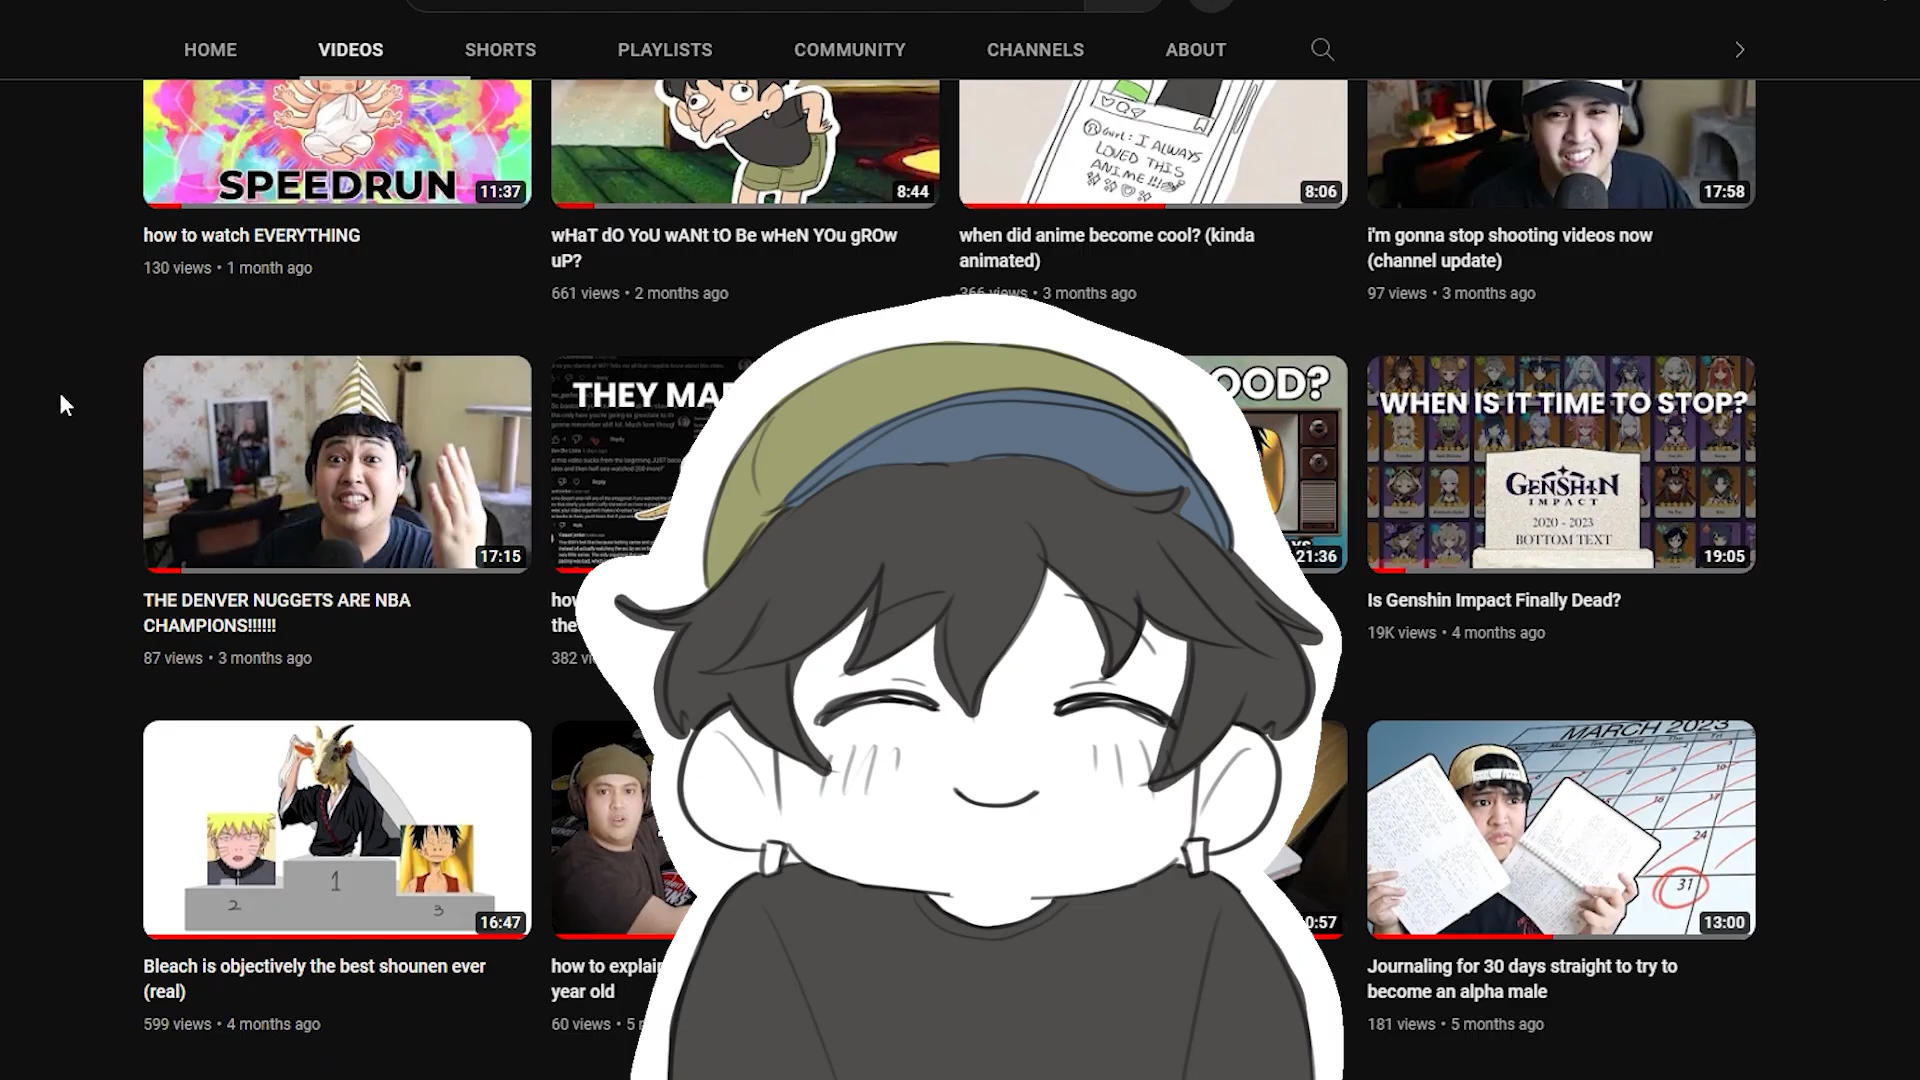 HOME VIDEOS SHORTS PLAYLISTS COMMUNITY CHANNELS ABOUT
SPEEDRUN
11:37
8:44
Gurl: I ALWAYS
LOVED THIS
ANIME!!!
8:06
17:58
how to watch EVERYTHING
130 views • 1 month ago
wHaT dO YoU wANt tO Be wHeN YOu gROw
uP?
661 views • 2 months ago
when did anime become cool? (kinda
animated)
366 views • 3 months ago
i'm gonna stop shooting videos now
(channel update)
97 views • 3 months ago
17:15
THEY MA
OOD?
21:36
WHEN IS IT TIME TO STOP?
GENSHIN
IMPACT
2020 - 2023
BOTTOM TEXT
19:05
THE DENVER NUGGETS ARE NBA
CHAMPIONS!!!!!!
87 views • 3 months ago
how
the
382 vi
Is Genshin Impact Finally Dead?
19K views • 4 months ago
1
2
3
16:47
0:57
MARCH 2023
24
31
13:00
Bleach is objectively the best shounen ever
(real)
599 views • 4 months ago
how to explain
year old
60 views • 5 m
Journaling for 30 days straight to try to
become an alpha male
181 views • 5 months ago